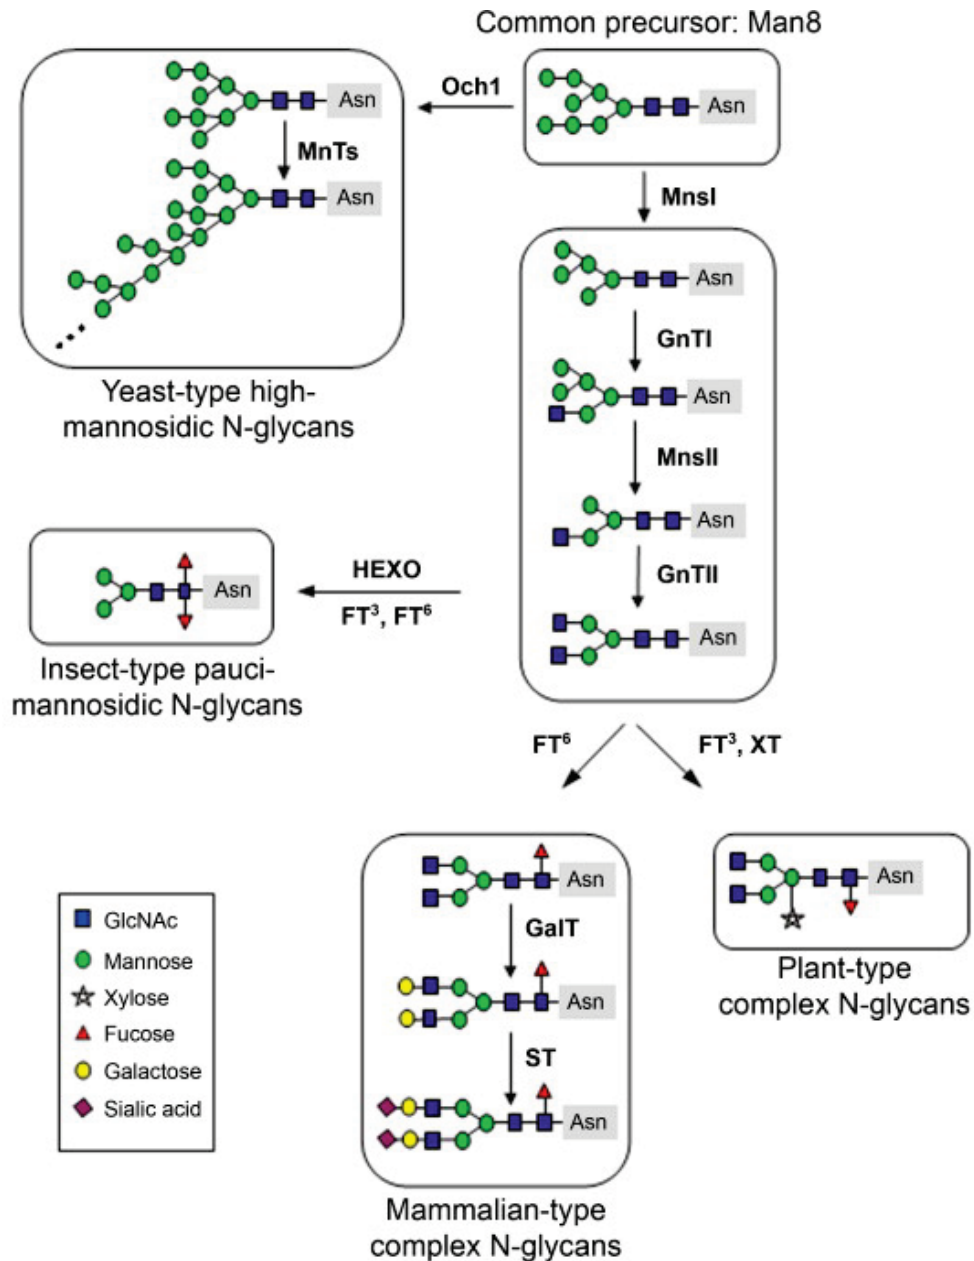 Common precursor: Man8
Asn
Och1
Asn
MnTs
Asn
Yeast-type high-
mannosidic N-glycans
MnsI
Asn
GnTI
Asn
MnsII
Asn
GnTII
Asn
HEXO
FT³, FT⁶
Asn
Insect-type pauci-
mannosidic N-glycans
FT⁶
FT³, XT
Asn
GalT
Asn
ST
Asn
Mammalian-type
complex N-glycans
Asn
Plant-type
complex N-glycans
GlcNAc
Mannose
Xylose
Fucose
Galactose
Sialic acid